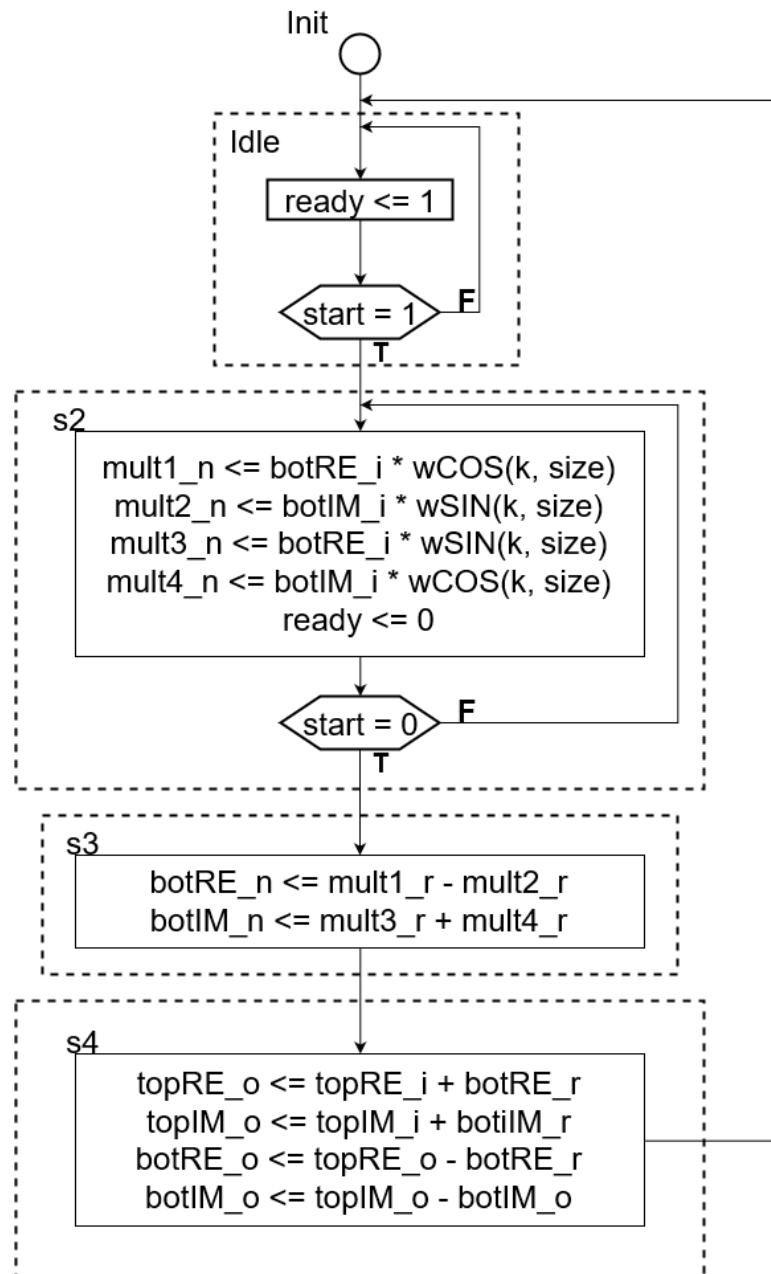 Init
Idle
ready <= 1
start = 1
F
T
s2
mult1_n <= botRE_i * wCOS(k, size)
mult2_n <= botIM_i * wSIN(k, size)
mult3_n <= botRE_i * wSIN(k, size)
mult4_n <= botIM_i * wCOS(k, size)
ready <= 0
start = 0
F
T
s3
botRE_n <= mult1_r - mult2_r
botIM_n <= mult3_r + mult4_r
s4
topRE_o <= topRE_i + botRE_r
topIM_o <= topIM_i + botiIM_r
botRE_o <= topRE_o - botRE_r
botIM_o <= topIM_o - botIM_o